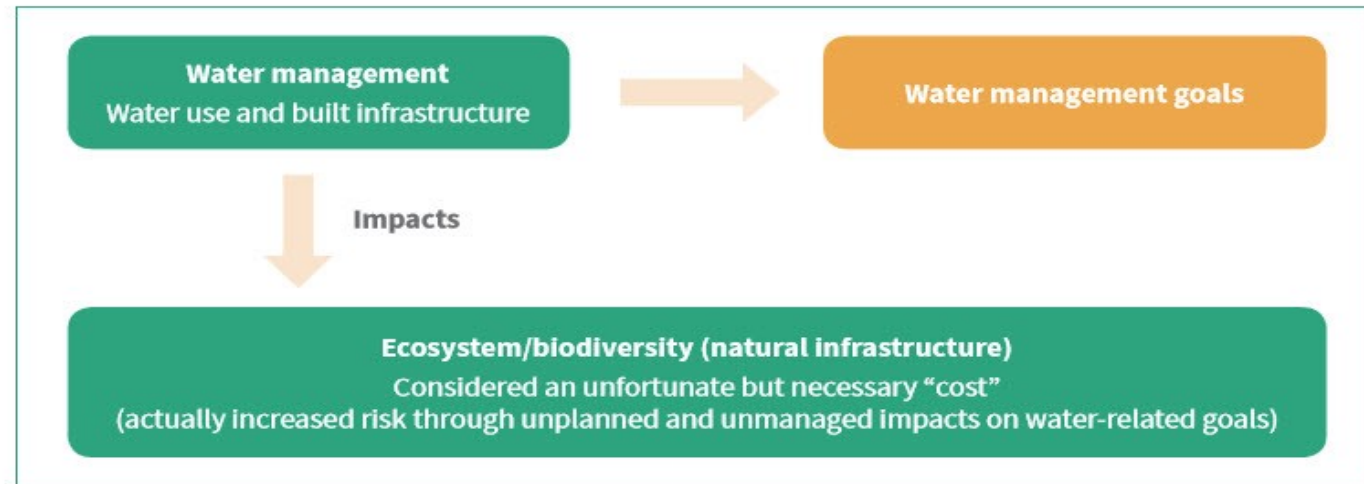 Water management
Water use and built infrastructure
Water management goals
Impacts
Ecosystem/biodiversity (natural infrastructure)
Considered an unfortunate but necessary “cost”
(actually increased risk through unplanned and unmanaged impacts on water-related goals)